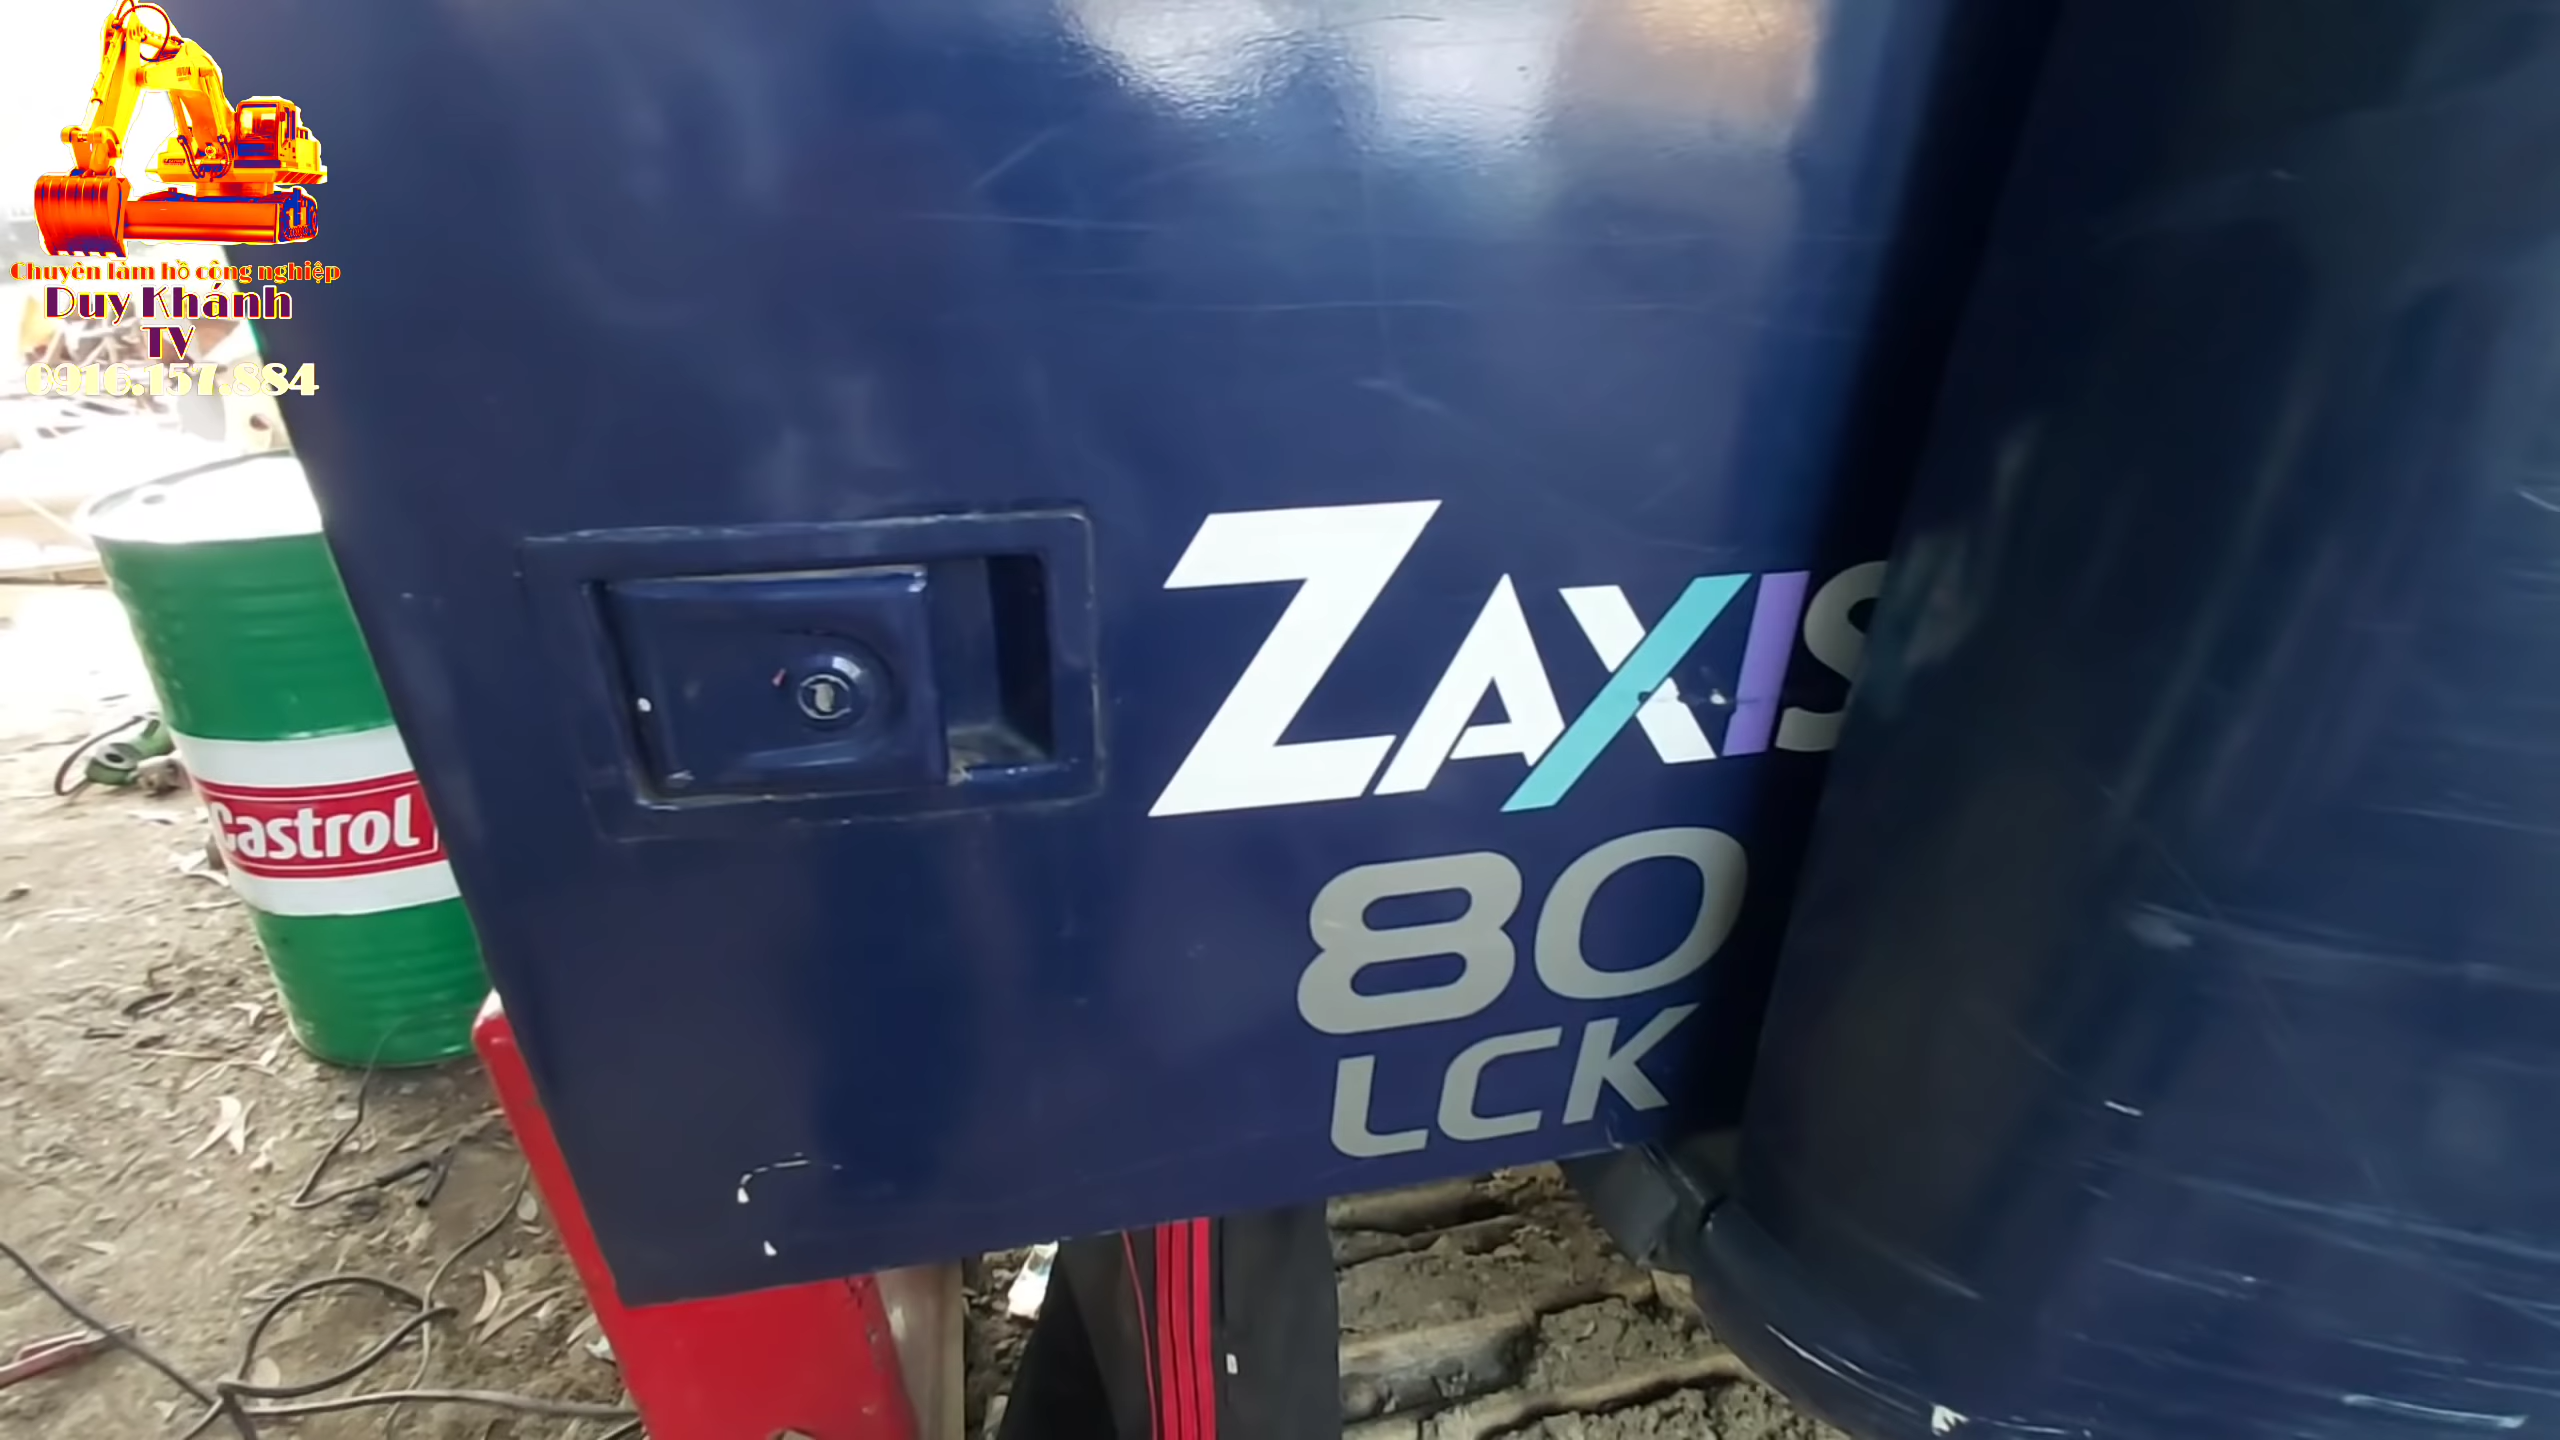 Chuyên làm hồ công nghiệp
Duy Khánh
TV
0916.157.884
Castrol
ZAXIS
80
LCK